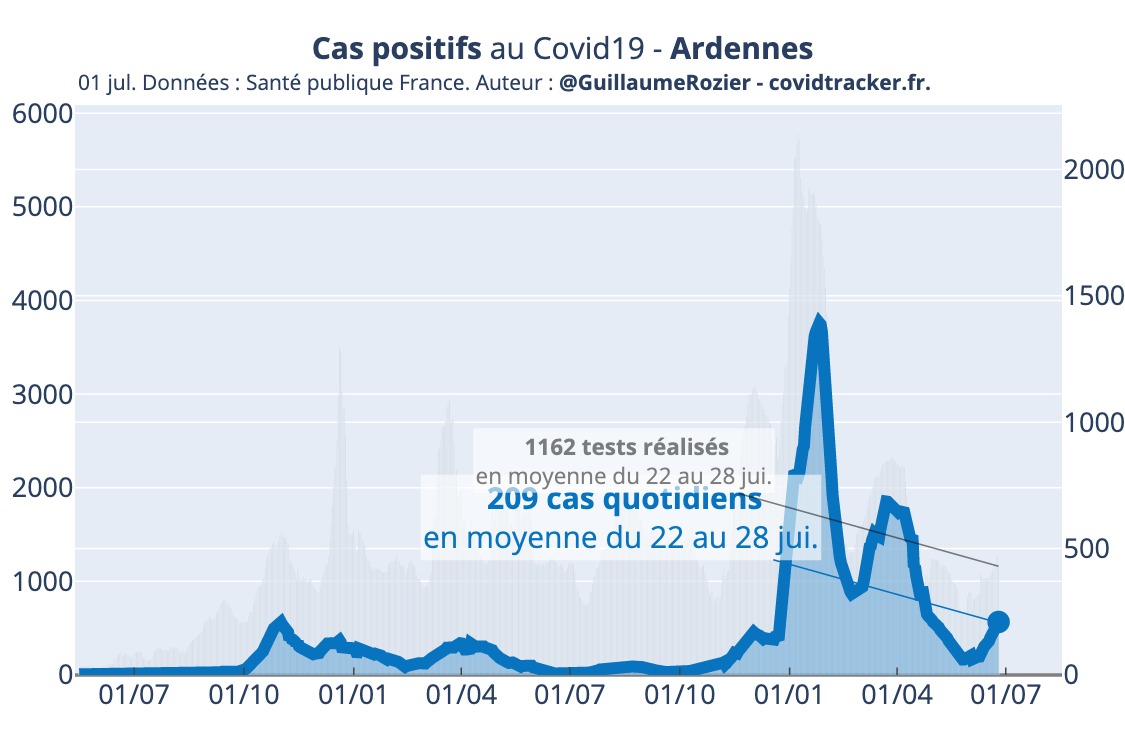 Cas positifs au Covid19 - Ardennes
01 jul. Données : Santé publique France. Auteur : @GuillaumeRozier - covidtracker.fr.
6000
5000
4000
3000
2000
1000
0
2000
1500
1000
500
0
1162 tests réalisés
en moyenne du 22 au 28 jui.
209 cas quotidiens
en moyenne du 22 au 28 jui.
01/07 01/10 01/01 01/04 01/07 01/10 01/01 01/04 01/07